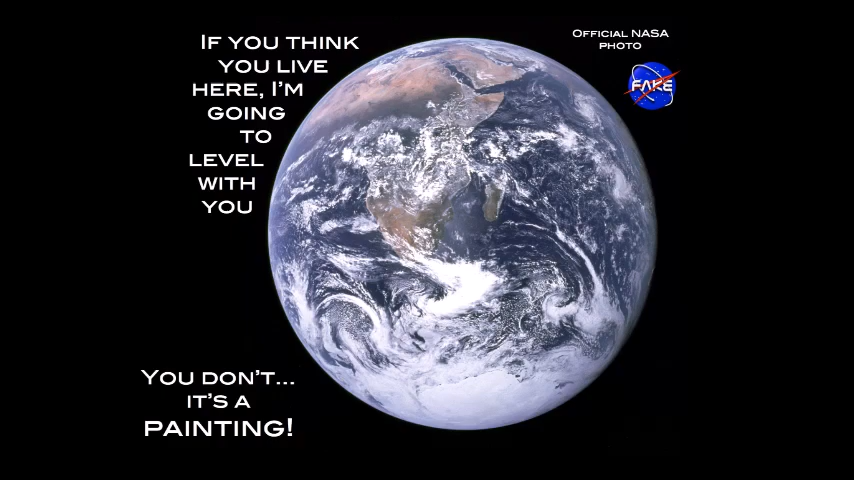 If you think
you live
here, I'm
going
to
level
with
you
Official NASA
photo
FAKE
You don't...
it's a
painting!